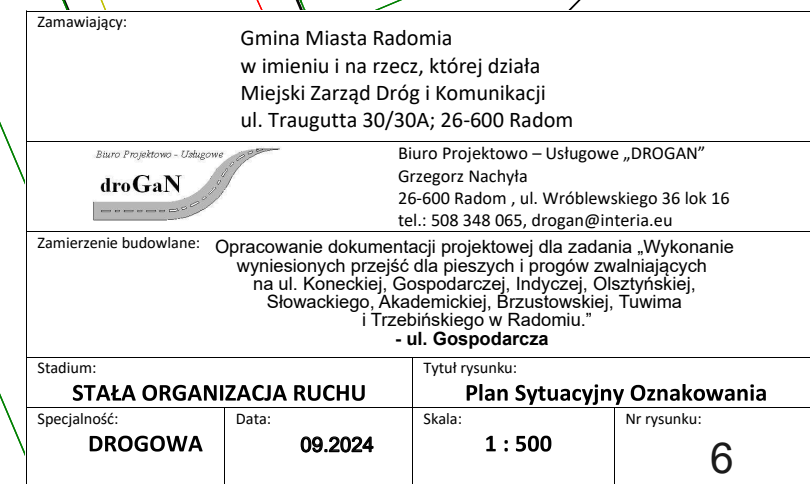 Zamawiający:
Gmina Miasta Radomia
w imieniu i na rzecz, której działa
Miejski Zarząd Dróg i Komunikacji
ul. Traugutta 30/30A; 26-600 Radom
Biuro Projektowo - Usługowe
droGaN
Biuro Projektowo – Usługowe „DROGAN”
Grzegorz Nachyła
26-600 Radom , ul. Wróblewskiego 36 lok 16
tel.: 508 348 065, drogan@interia.eu
Zamierzenie budowlane:
Opracowanie dokumentacji projektowej dla zadania „Wykonanie
wyniesionych przejść dla pieszych i progów zwalniających
na ul. Koneckiej, Gospodarczej, Indyczej, Olsztyńskiej,
Słowackiego, Akademickiej, Brzustowskiej, Tuwima
i Trzebińskiego w Radomiu.”
- ul. Gospodarcza
Stadium:
STAŁA ORGANIZACJA RUCHU
Tytuł rysunku:
Plan Sytuacyjny Oznakowania
Specjalność:
DROGOWA
Data:
09.2024
Skala:
1 : 500
Nr rysunku:
6